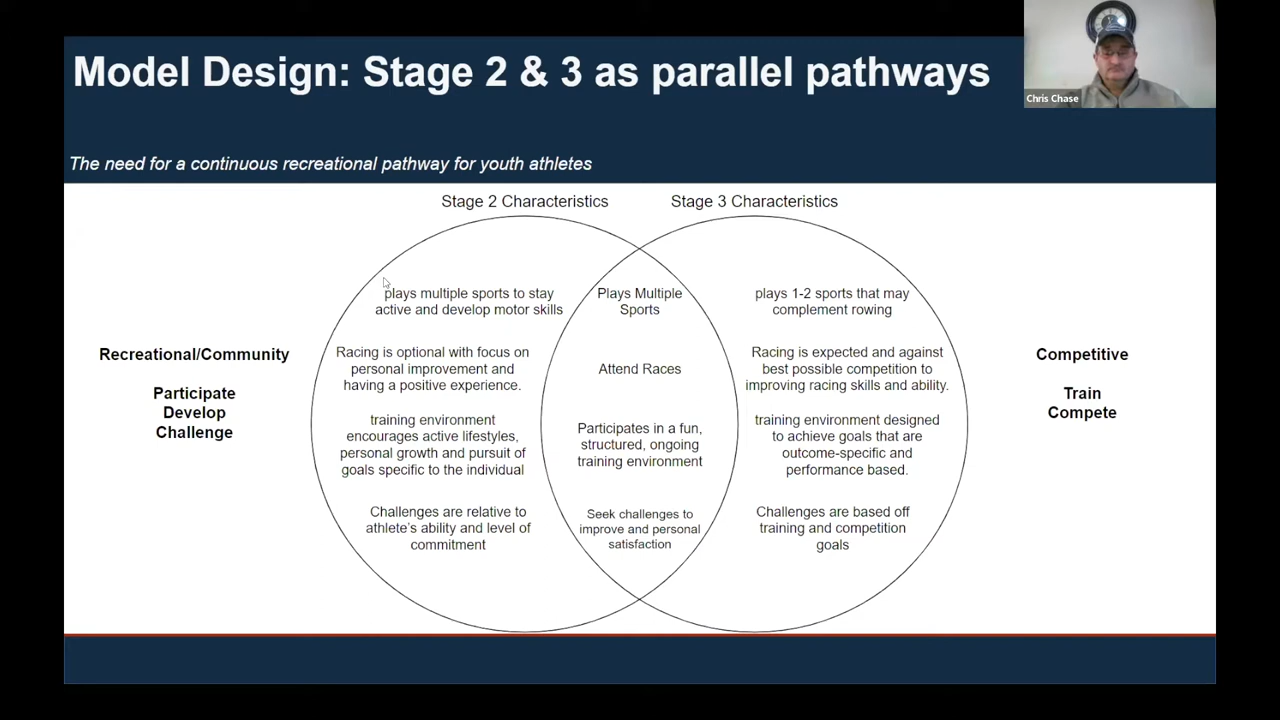 Model Design: Stage 2 & 3 as parallel pathways
Chris Chase
The need for a continuous recreational pathway for youth athletes
Stage 2 Characteristics
Stage 3 Characteristics
Recreational/Community
Participate
Develop
Challenge
plays multiple sports to stay
active and develop motor skills
Racing is optional with focus on
personal improvement and
having a positive experience.
training environment
encourages active lifestyles,
personal growth and pursuit of
goals specific to the individual
Challenges are relative to
athlete's ability and level of
commitment
Plays Multiple
Sports
Attend Races
Participates in a fun,
structured, ongoing
training environment
Seek challenges to
improve and personal
satisfaction
plays 1-2 sports that may
complement rowing
Racing is expected and against
best possible competition to
improving racing skills and ability.
training environment designed
to achieve goals that are
outcome-specific and
performance based.
Challenges are based off
training and competition
goals
Competitive
Train
Compete